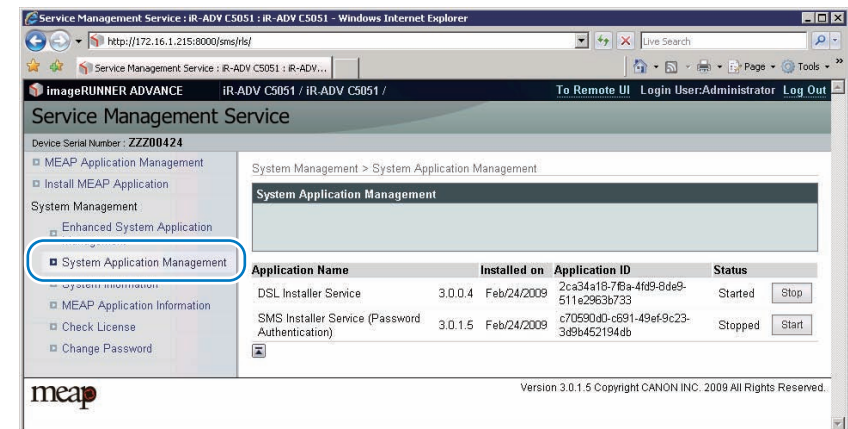 Service Management Service : iR-ADV C5051 : iR-ADV C5051 - Windows Internet Explorer
http://172.16.1.215:8000/sms/rls/
Live Search
Service Management Service : iR-ADV C5051 : iR-ADV...
Page
Tools
imageRUNNER ADVANCE
iR-ADV C5051 / iR-ADV C5051 /
To Remote UI
Login User:Administrator
Log Out
Service Management Service
Device Serial Number : ZZZ00424
MEAP Application Management
Install MEAP Application
System Management
Enhanced System Application
System Application Management
System Information
MEAP Application Information
Check License
Change Password
System Management > System Application Management
System Application Management
Application Name Installed on Application ID Status
DSL Installer Service 3.0.0.4 Feb/24/2009 2ca34a18-7f8a-4fd9-8de9-
511e2963b733 Started Stop
SMS Installer Service (Password
Authentication) 3.0.1.5 Feb/24/2009 c70590d0-c691-49ef-9c23-
3d9b452194db Stopped Start
meap
Version 3.0.1.5 Copyright CANON INC. 2009 All Rights Reserved.